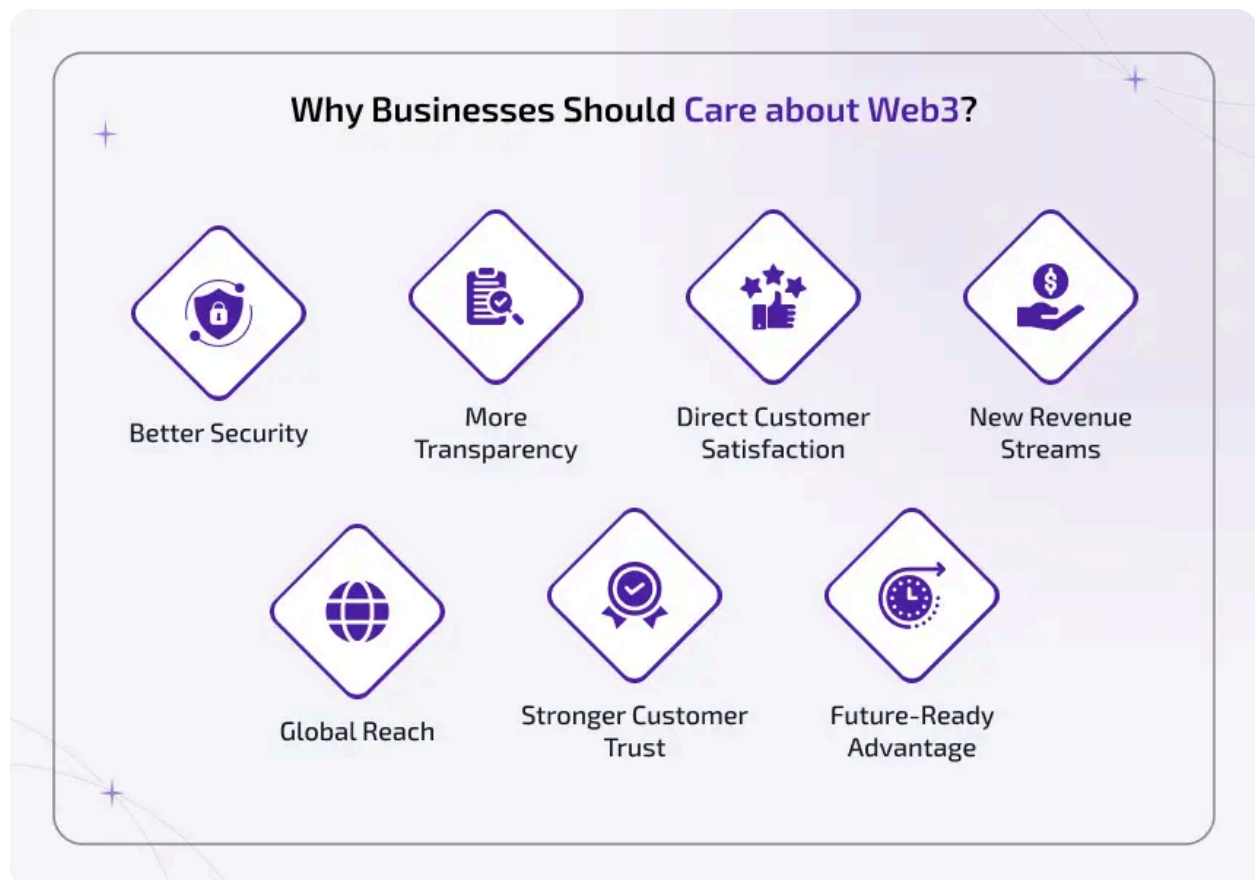 Why Businesses Should Care about Web3?
Better Security
More
Transparency
Direct Customer
Satisfaction
New Revenue
Streams
Global Reach
Stronger Customer
Trust
Future-Ready
Advantage